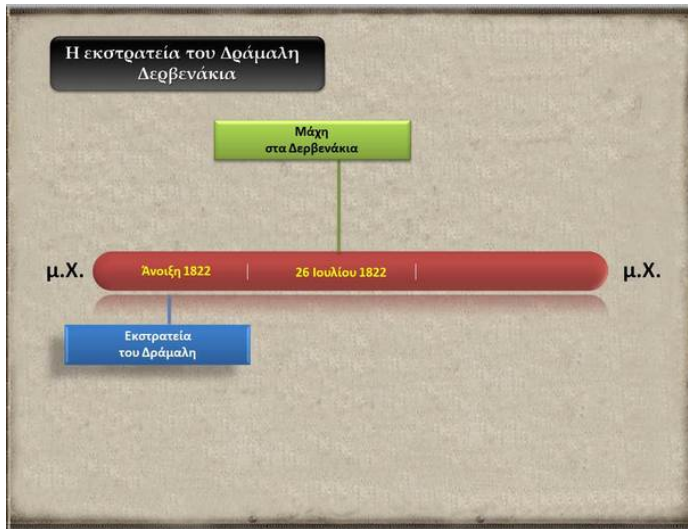 Η εκστρατεία του Δράμαλη
Δερβενάκια
Μάχη
στα Δερβενάκια
μ.Χ.
Άνοιξη 1822
26 Ιουλίου 1822
μ.Χ.
Εκστρατεία
του Δράμαλη